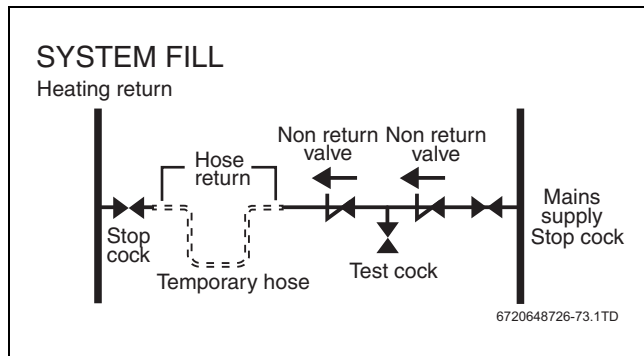 SYSTEM FILL
Heating return
Non return
valve
Non return
valve
Hose
return
Mains
supply
Stop cock
Stop
cock
Test cock
Temporary hose
6720648726-73.1TD